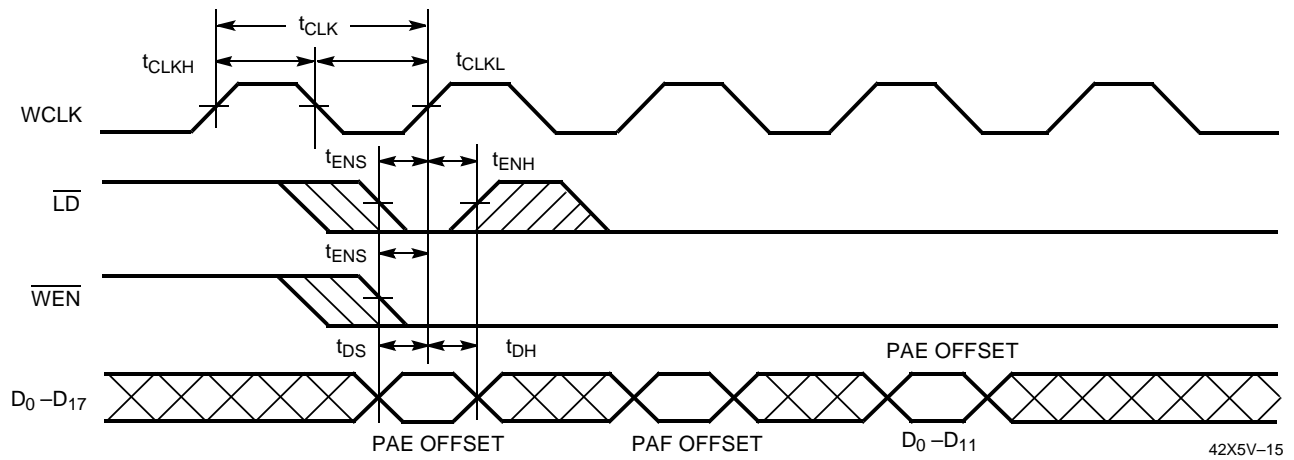 tCLK
tCLKH
tCLKL
WCLK
tENS
tENH
LD
tENS
WEN
tDS
tDH
PAE OFFSET
D0 –D17
PAE OFFSET
PAF OFFSET
D0 –D11
42X5V–15